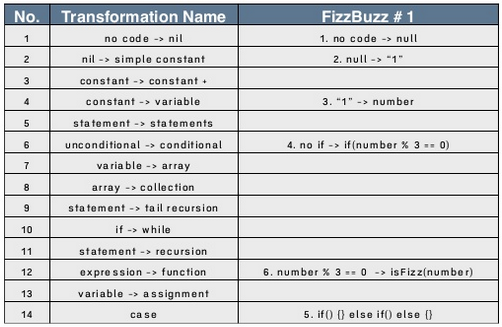 No. Transformation Name FizzBuzz # 1
1 no code -> nil 1. no code -> null
2 nil -> simple constant 2. null -> “1”
3 constant -> constant +
4 constant -> variable 3. “1” -> number
5 statement -> statements
6 unconditional -> conditional 4. no if -> if(number % 3 == 0)
7 variable -> array
8 array -> collection
9 statement -> tail recursion
10 if -> while
11 statement -> recursion
12 expression -> function 6. number % 3 == 0 -> isFizz(number)
13 variable -> assignment
14 case 5. if() {} else if() else {}